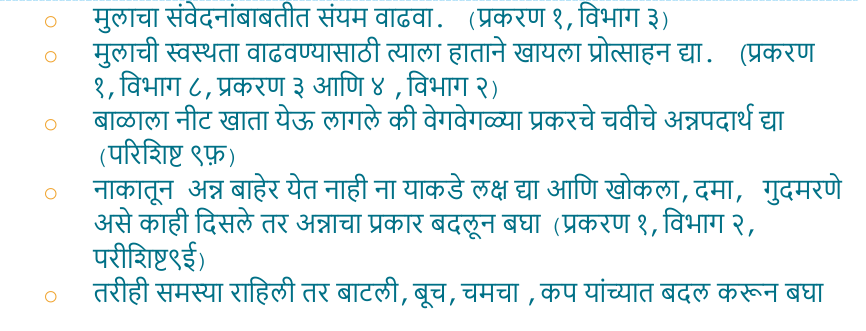 ○ मुलाचा संवेदनांबाबतीत संयम वाढवा. (प्रकरण १,विभाग ३)
○ मुलाची स्वस्थता वाढवण्यासाठी त्याला हाताने खायला प्रोत्साहन द्या. (प्रकरण
१,विभाग ८,प्रकरण ३ आणि ४ ,विभाग २)
○ बाळाला नीट खाता येऊ लागले की वेगवेगळ्या प्रकरचे चवीचे अन्नपदार्थ द्या
(परिशिष्ट ९फ़)
○ नाकातून अन्न बाहेर येत नाही ना याकडे लक्ष द्या आणि खोकला,दमा, गुदमरणे
असे काही दिसले तर अन्नाचा प्रकार बदलून बघा (प्रकरण १,विभाग २,
परीशिष्ट९ई)
○ तरीही समस्या राहिली तर बाटली,बूच,चमचा ,कप यांच्यात बदल करून बघा